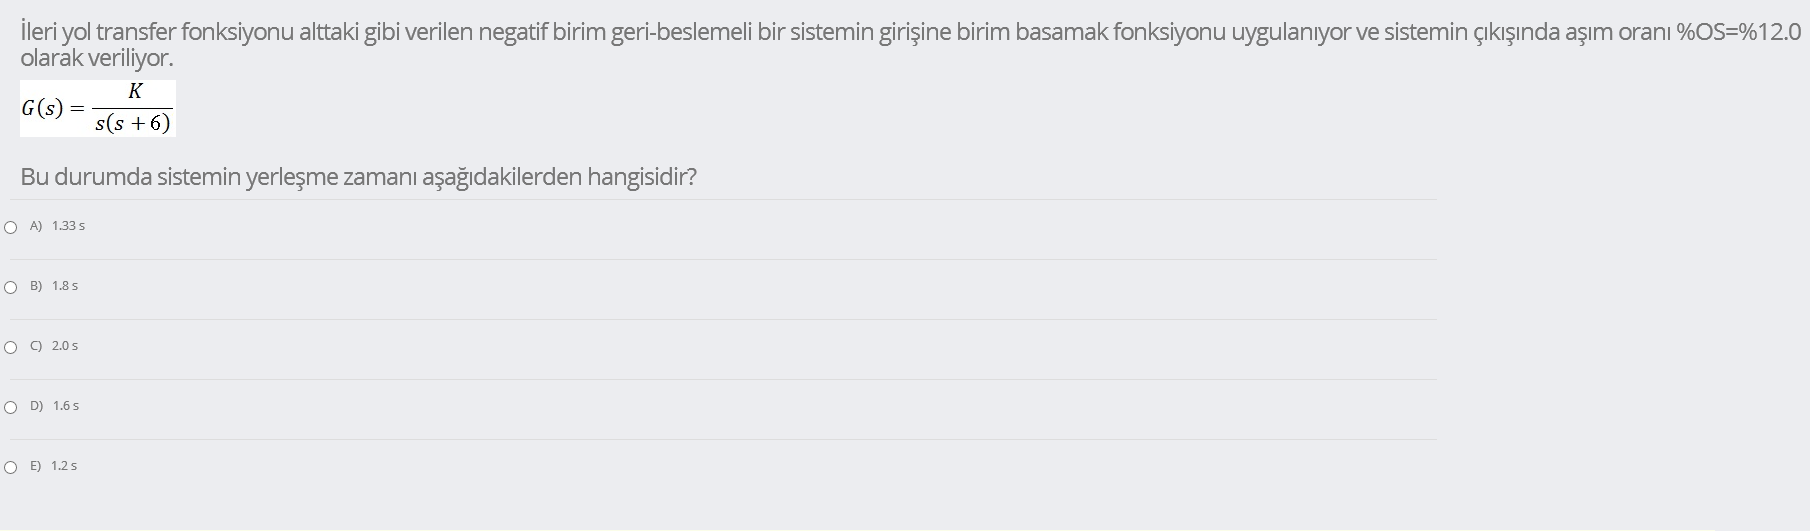 İleri yol transfer fonksiyonu alttaki gibi verilen negatif birim geri-beslemeli bir sistemin girişine birim basamak fonksiyonu uygulanıyor ve sistemin çıkışında aşım oranı %OS=%12.0
olarak veriliyor.
G(s) = K / s(s + 6)
Bu durumda sistemin yerleşme zamanı aşağıdakilerden hangisidir?
A) 1.33 s
B) 1.8 s
C) 2.0 s
D) 1.6 s
E) 1.2 s